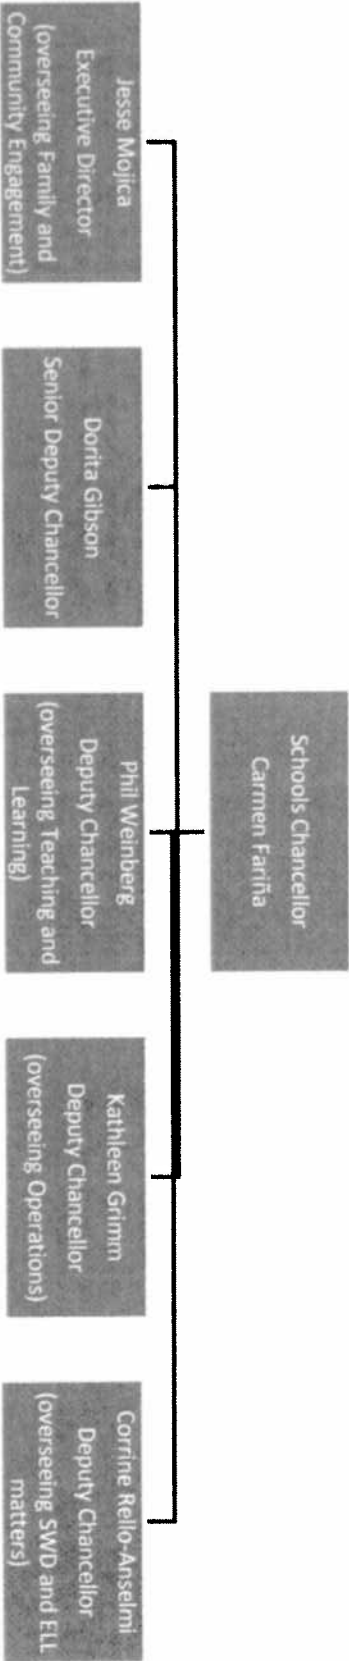 Schools Chancellor
Carmen Fariña
Jesse Mojica
Executive Director
(overseeing Family and
Community Engagement)
Dorita Gibson
Senior Deputy Chancellor
Phil Weinberg
Deputy Chancellor
(overseeing Teaching and
Learning)
Kathleen Grimm
Deputy Chancellor
(overseeing Operations)
Corrine Rello-Anselmi
Deputy Chancellor
(overseeing SWD and ELL
matters)